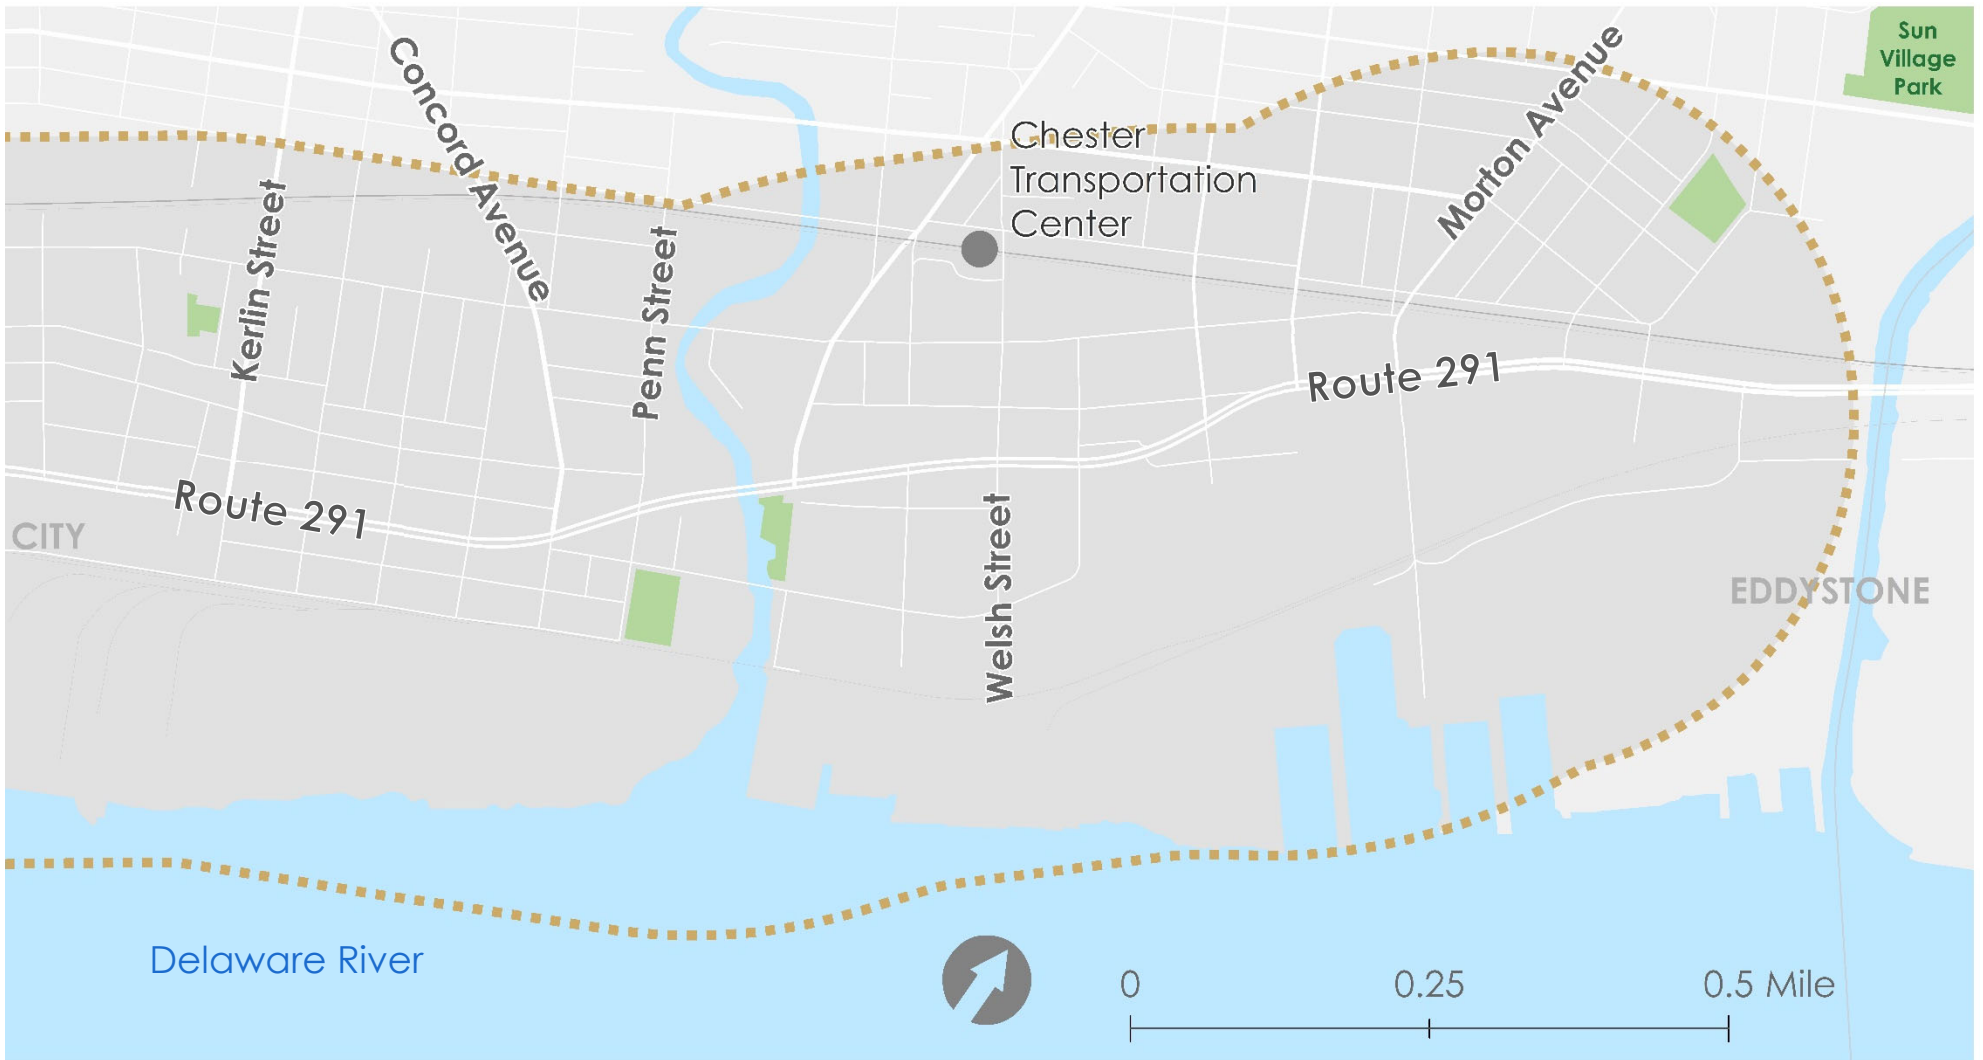 Sun
Village
Park
Concord Avenue
Morton Avenue
Chester
Transportation
Center
Kerlin Street
Penn Street
Route 291
Route 291
CITY
Welsh Street
EDDYSTONE
Delaware River
0
0.25
0.5 Mile